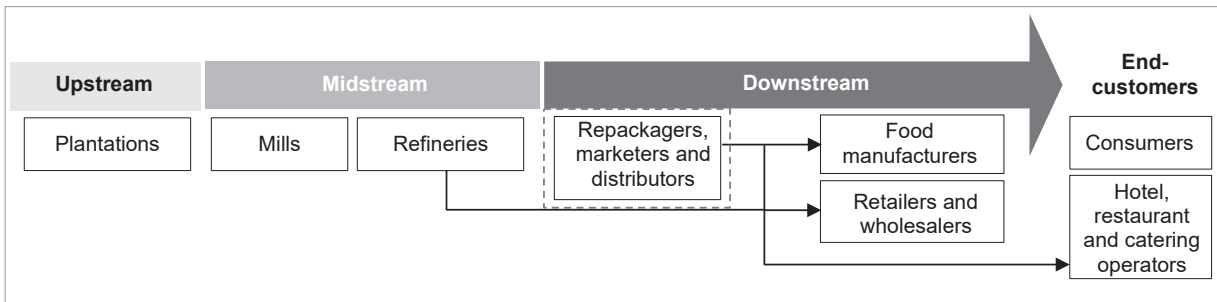 Upstream
Midstream
Downstream
End-
customers
Plantations
Mills
Refineries
Repackagers,
marketers and
distributors
Food
manufacturers
Retailers and
wholesalers
Consumers
Hotel,
restaurant
and catering
operators